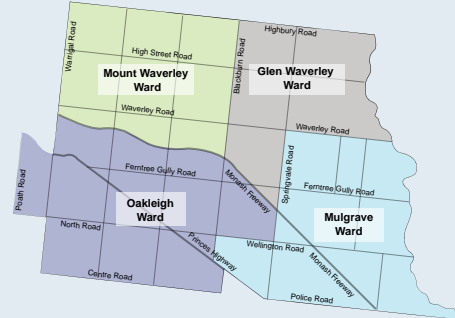 Highbury Road
Warrigal Road
High Street Road
Blackburn Road
Mount Waverley
Ward
Glen Waverley
Ward
Waverley Road
Waverley Road
Springvale Road
Ferntree Gully Road
Monash Freeway
Ferntree Gully Road
Poath Road
Oakleigh
Ward
Mulgrave
Ward
North Road
Princes Highway
Wellington Road
Monash Freeway
Centre Road
Police Road